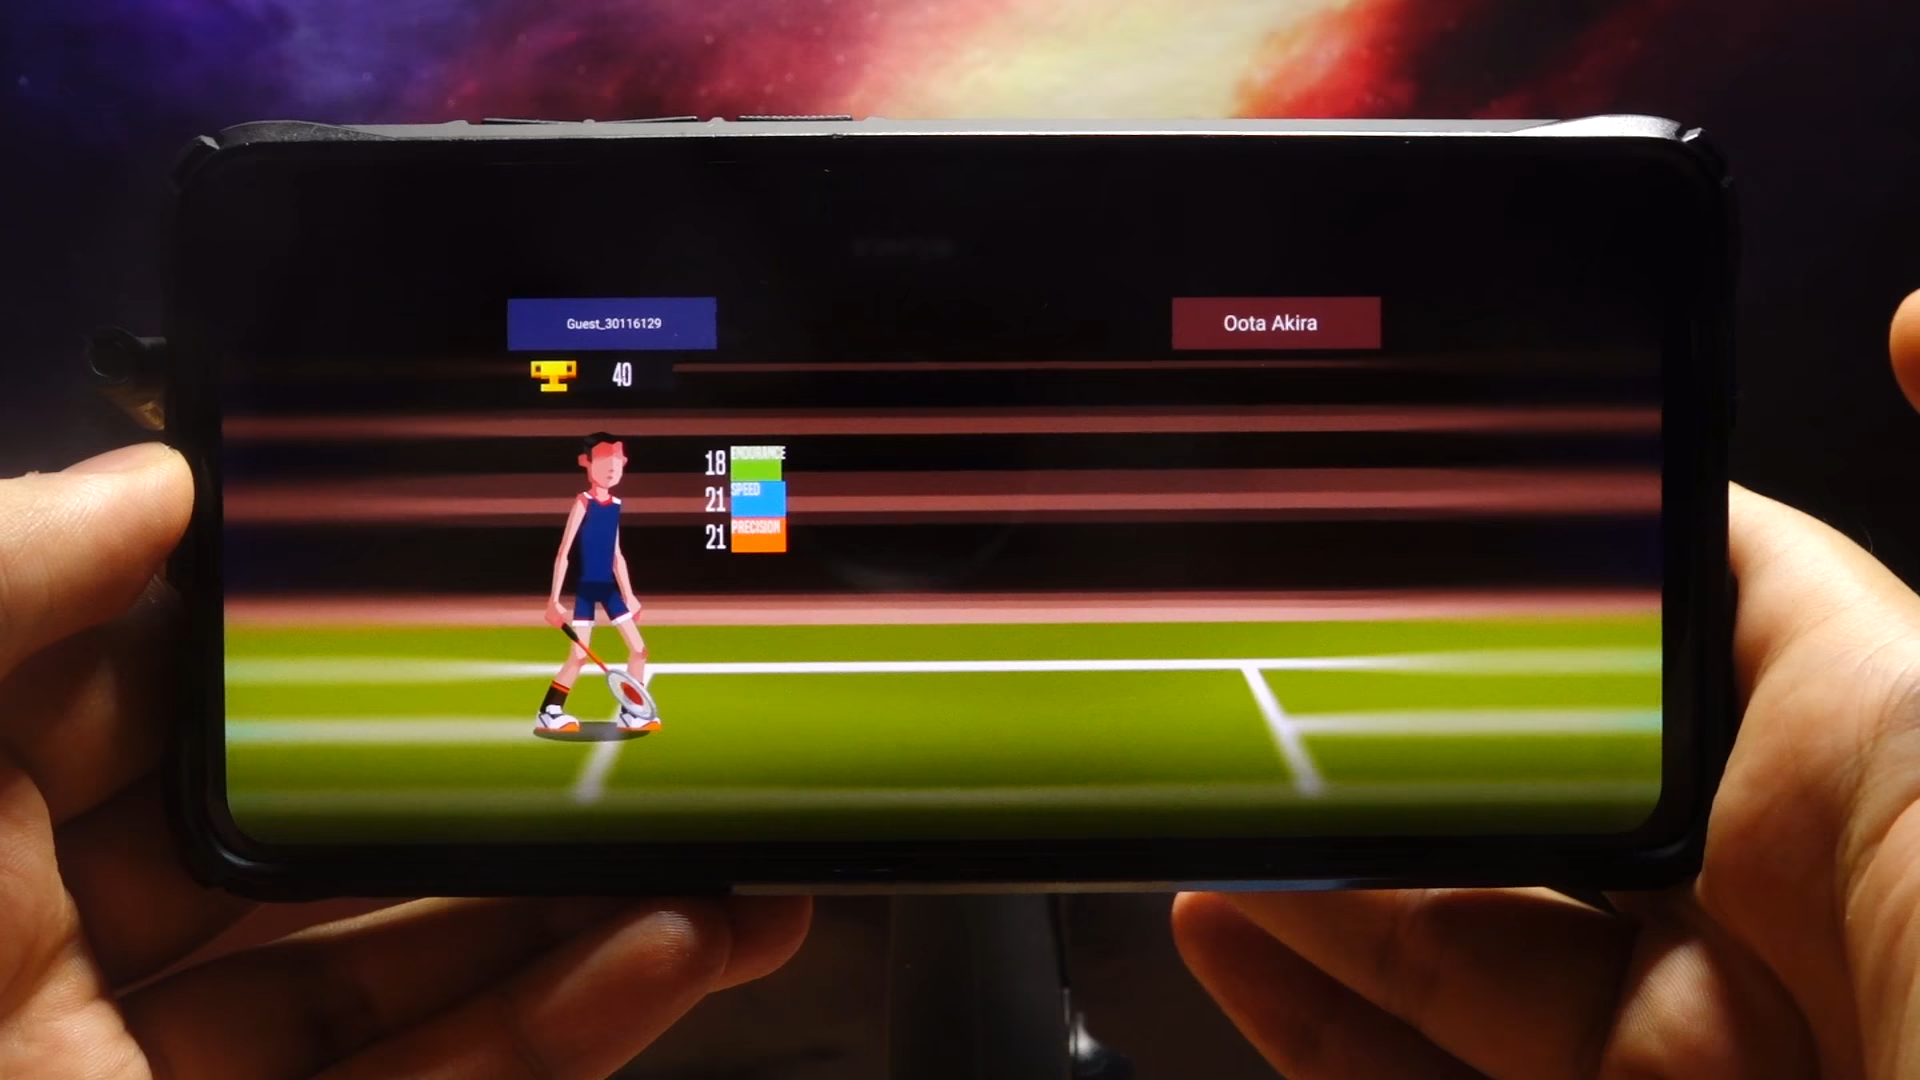 Guest_30116129
Oota Akira
40
18 ENDURANCE
21 SPEED
21 PRECISION